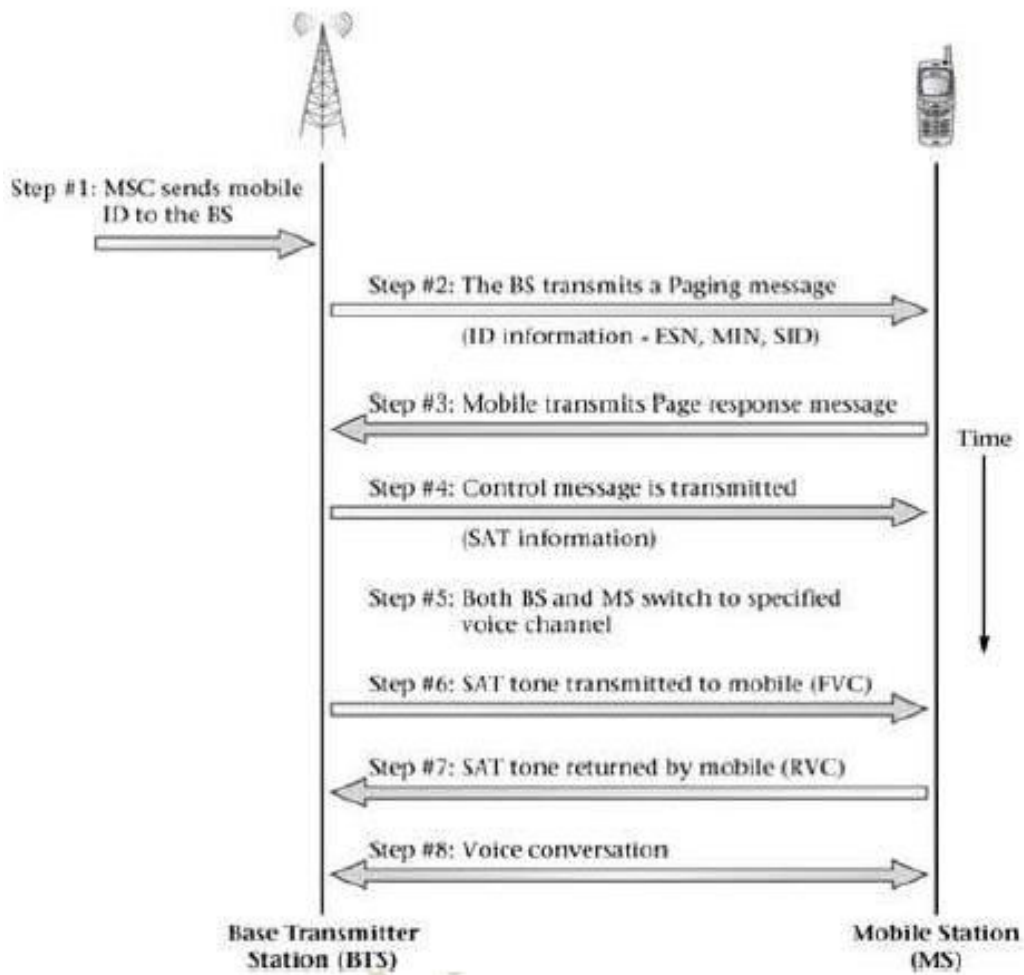 Step #1: MSC sends mobile
ID to the BS
Step #2: The BS transmits a Paging message
(ID information - ESN, MIN, SID)
Step #3: Mobile transmits Page response message
Time
Step #4: Control message is transmitted
(SAT information)
Step #5: Both BS and MS switch to specified
voice channel
Step #6: SAT tone transmitted to mobile (FVC)
Step #7: SAT tone returned by mobile (RVC)
Step #8: Voice conversation
Base Transmitter
Station (BTS)
Mobile Station
(MS)